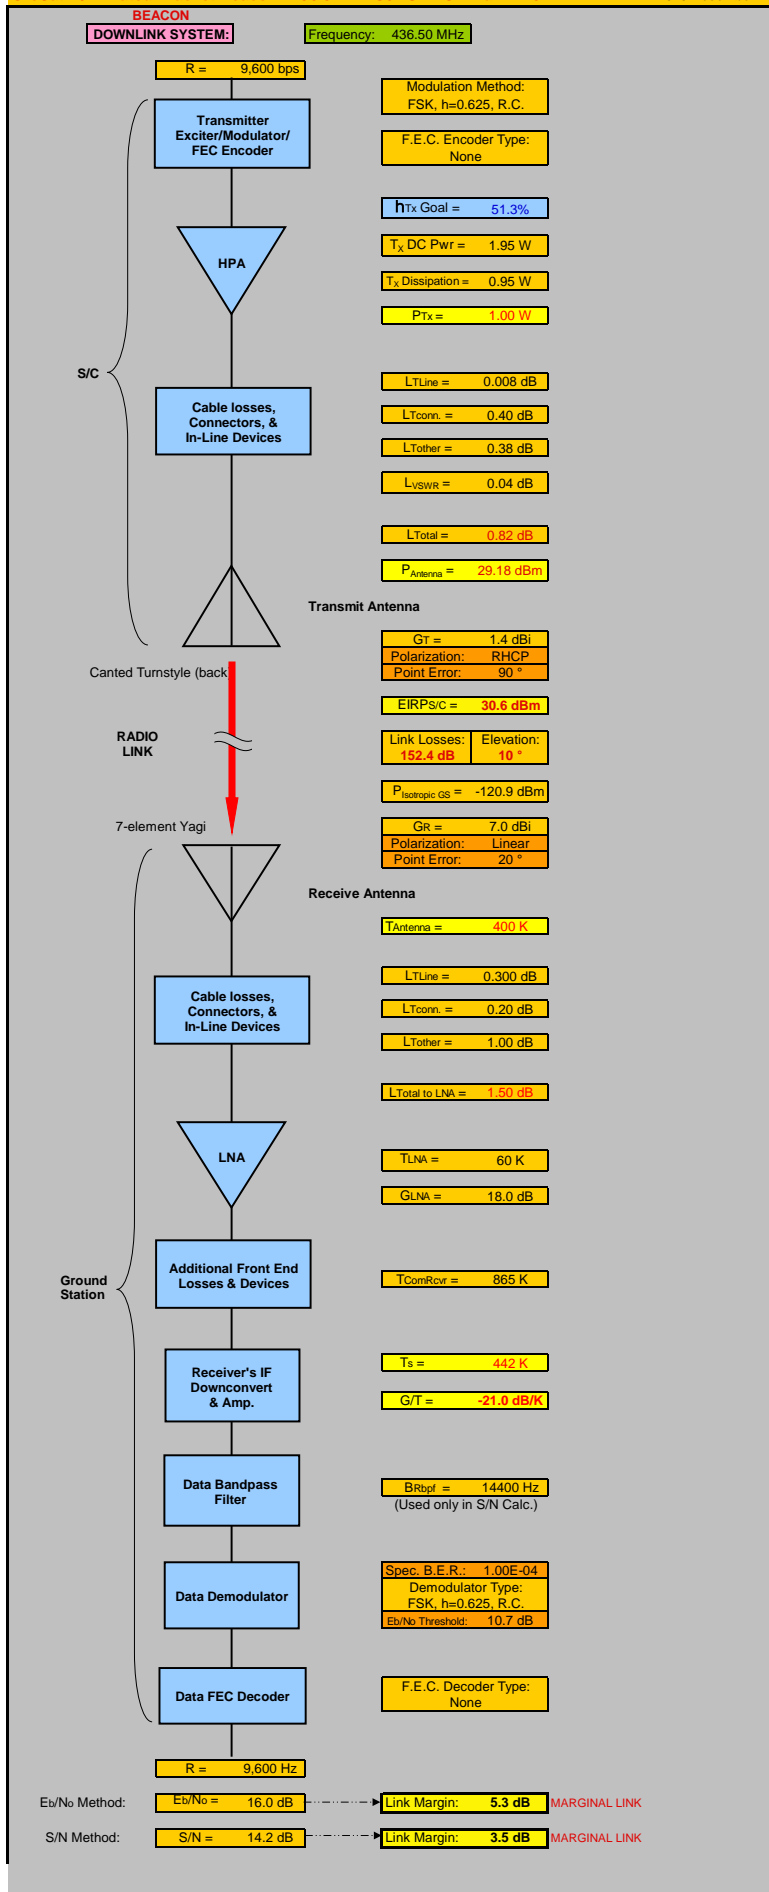 BEACON
DOWNLINK SYSTEM:
Frequency: 436.50 MHz
R = 9,600 bps
Transmitter
Exciter/Modulator/
FEC Encoder
Modulation Method:
FSK, h=0.625, R.C.
F.E.C. Encoder Type:
None
hTx Goal = 51.3%
HPA
TX DC Pwr = 1.95 W
TX Dissipation = 0.95 W
PTx = 1.00 W
S/C
Cable losses,
Connectors, &
In-Line Devices
LTLine = 0.008 dB
LTconn. = 0.40 dB
LTother = 0.38 dB
LVSWR = 0.04 dB
LTotal = 0.82 dB
PAntenna = 29.18 dBm
Transmit Antenna
Canted Turnstyle (back
GT = 1.4 dBi
Polarization: RHCP
Point Error: 90 °
EIRPS/C = 30.6 dBm
RADIO
LINK
Link Losses: Elevation:
152.4 dB 10 °
PIsotropic GS = -120.9 dBm
7-element Yagi
GR = 7.0 dBi
Polarization: Linear
Point Error: 20 °
Receive Antenna
TAntenna = 400 K
Cable losses,
Connectors, &
In-Line Devices
LTLine = 0.300 dB
LTconn. = 0.20 dB
LTother = 1.00 dB
LTotal to LNA = 1.50 dB
LNA
TLNA = 60 K
GLNA = 18.0 dB
Ground
Station
Additional Front End
Losses & Devices
TComRcvr = 865 K
Receiver's IF
Downconvert
& Amp.
Ts = 442 K
G/T = -21.0 dB/K
Data Bandpass
Filter
BRbpf = 14400 Hz
(Used only in S/N Calc.)
Data Demodulator
Spec. B.E.R.: 1.00E-04
Demodulator Type:
FSK, h=0.625, R.C.
Eb/No Threshold: 10.7 dB
Data FEC Decoder
F.E.C. Decoder Type:
None
R = 9,600 Hz
Eb/No Method: Eb/No = 16.0 dB Link Margin: 5.3 dB MARGINAL LINK
S/N Method: S/N = 14.2 dB Link Margin: 3.5 dB MARGINAL LINK